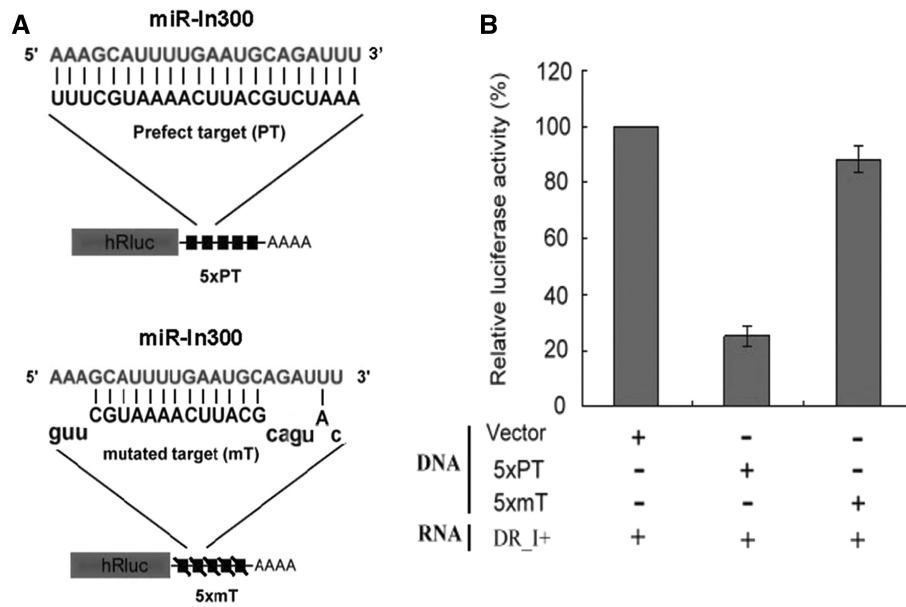 A
miR-In300
5' AAAGCAUUUUGAAUGCAGAUUU 3'
UUUCGUAAAACUUACGUCUAAA
Prefect target (PT)
hRluc AAAA
5xPT
miR-In300
5' AAAGCAUUUUGAAUGCAGAUUU 3'
CGUAAAACUUACG A
guu cagu c
mutated target (mT)
hRluc AAAA
5xmT
B
Relative luciferase activity (%)
120
100
80
60
40
20
0
DNA
Vector + - -
5xPT - + -
5xmT - - +
RNA DR_I+ + + +